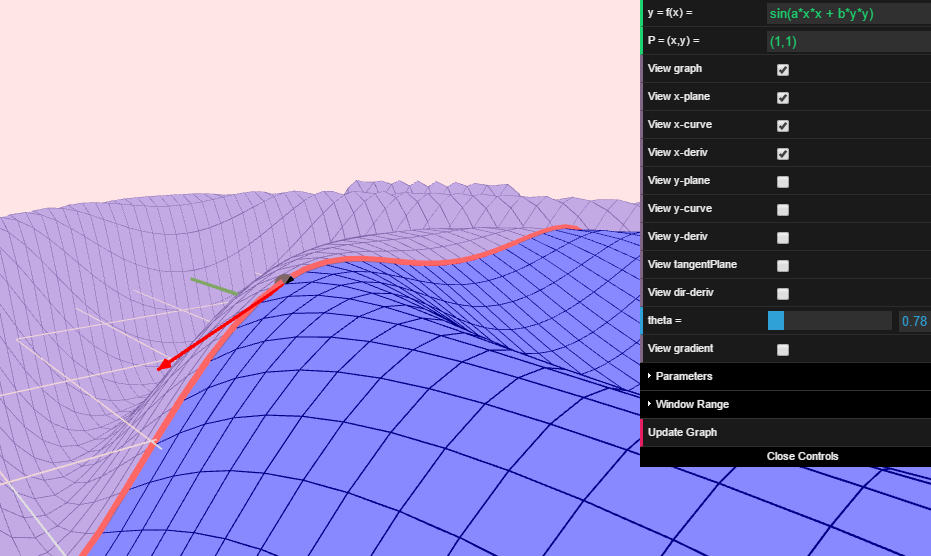 y = f(x) = sin(a*x*x + b*y*y)
P = (x,y) = (1,1)
View graph
View x-plane
View x-curve
View x-deriv
View y-plane
View y-curve
View y-deriv
View tangentPlane
View dir-deriv
theta = 0.78
View gradient
Parameters
Window Range
Update Graph
Close Controls